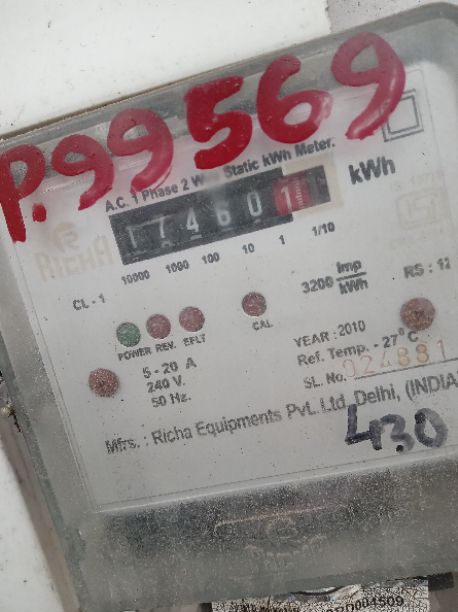 P.99569
A.C. 1 Phase 2 W Static kWh Meter.
174601 kWh
RICHA
10000 1000 100 10 1 1/10
CL - 1
3200 Imp/kWh
RS : 12
POWER REV. EFLT CAL
5 - 20 A
240 V.
50 Hz.
YEAR : 2010
Ref. Temp. - 27°C
SL. No. 024881
Mfrs. : Richa Equipments Pvt. Ltd. Delhi, (INDIA)
430